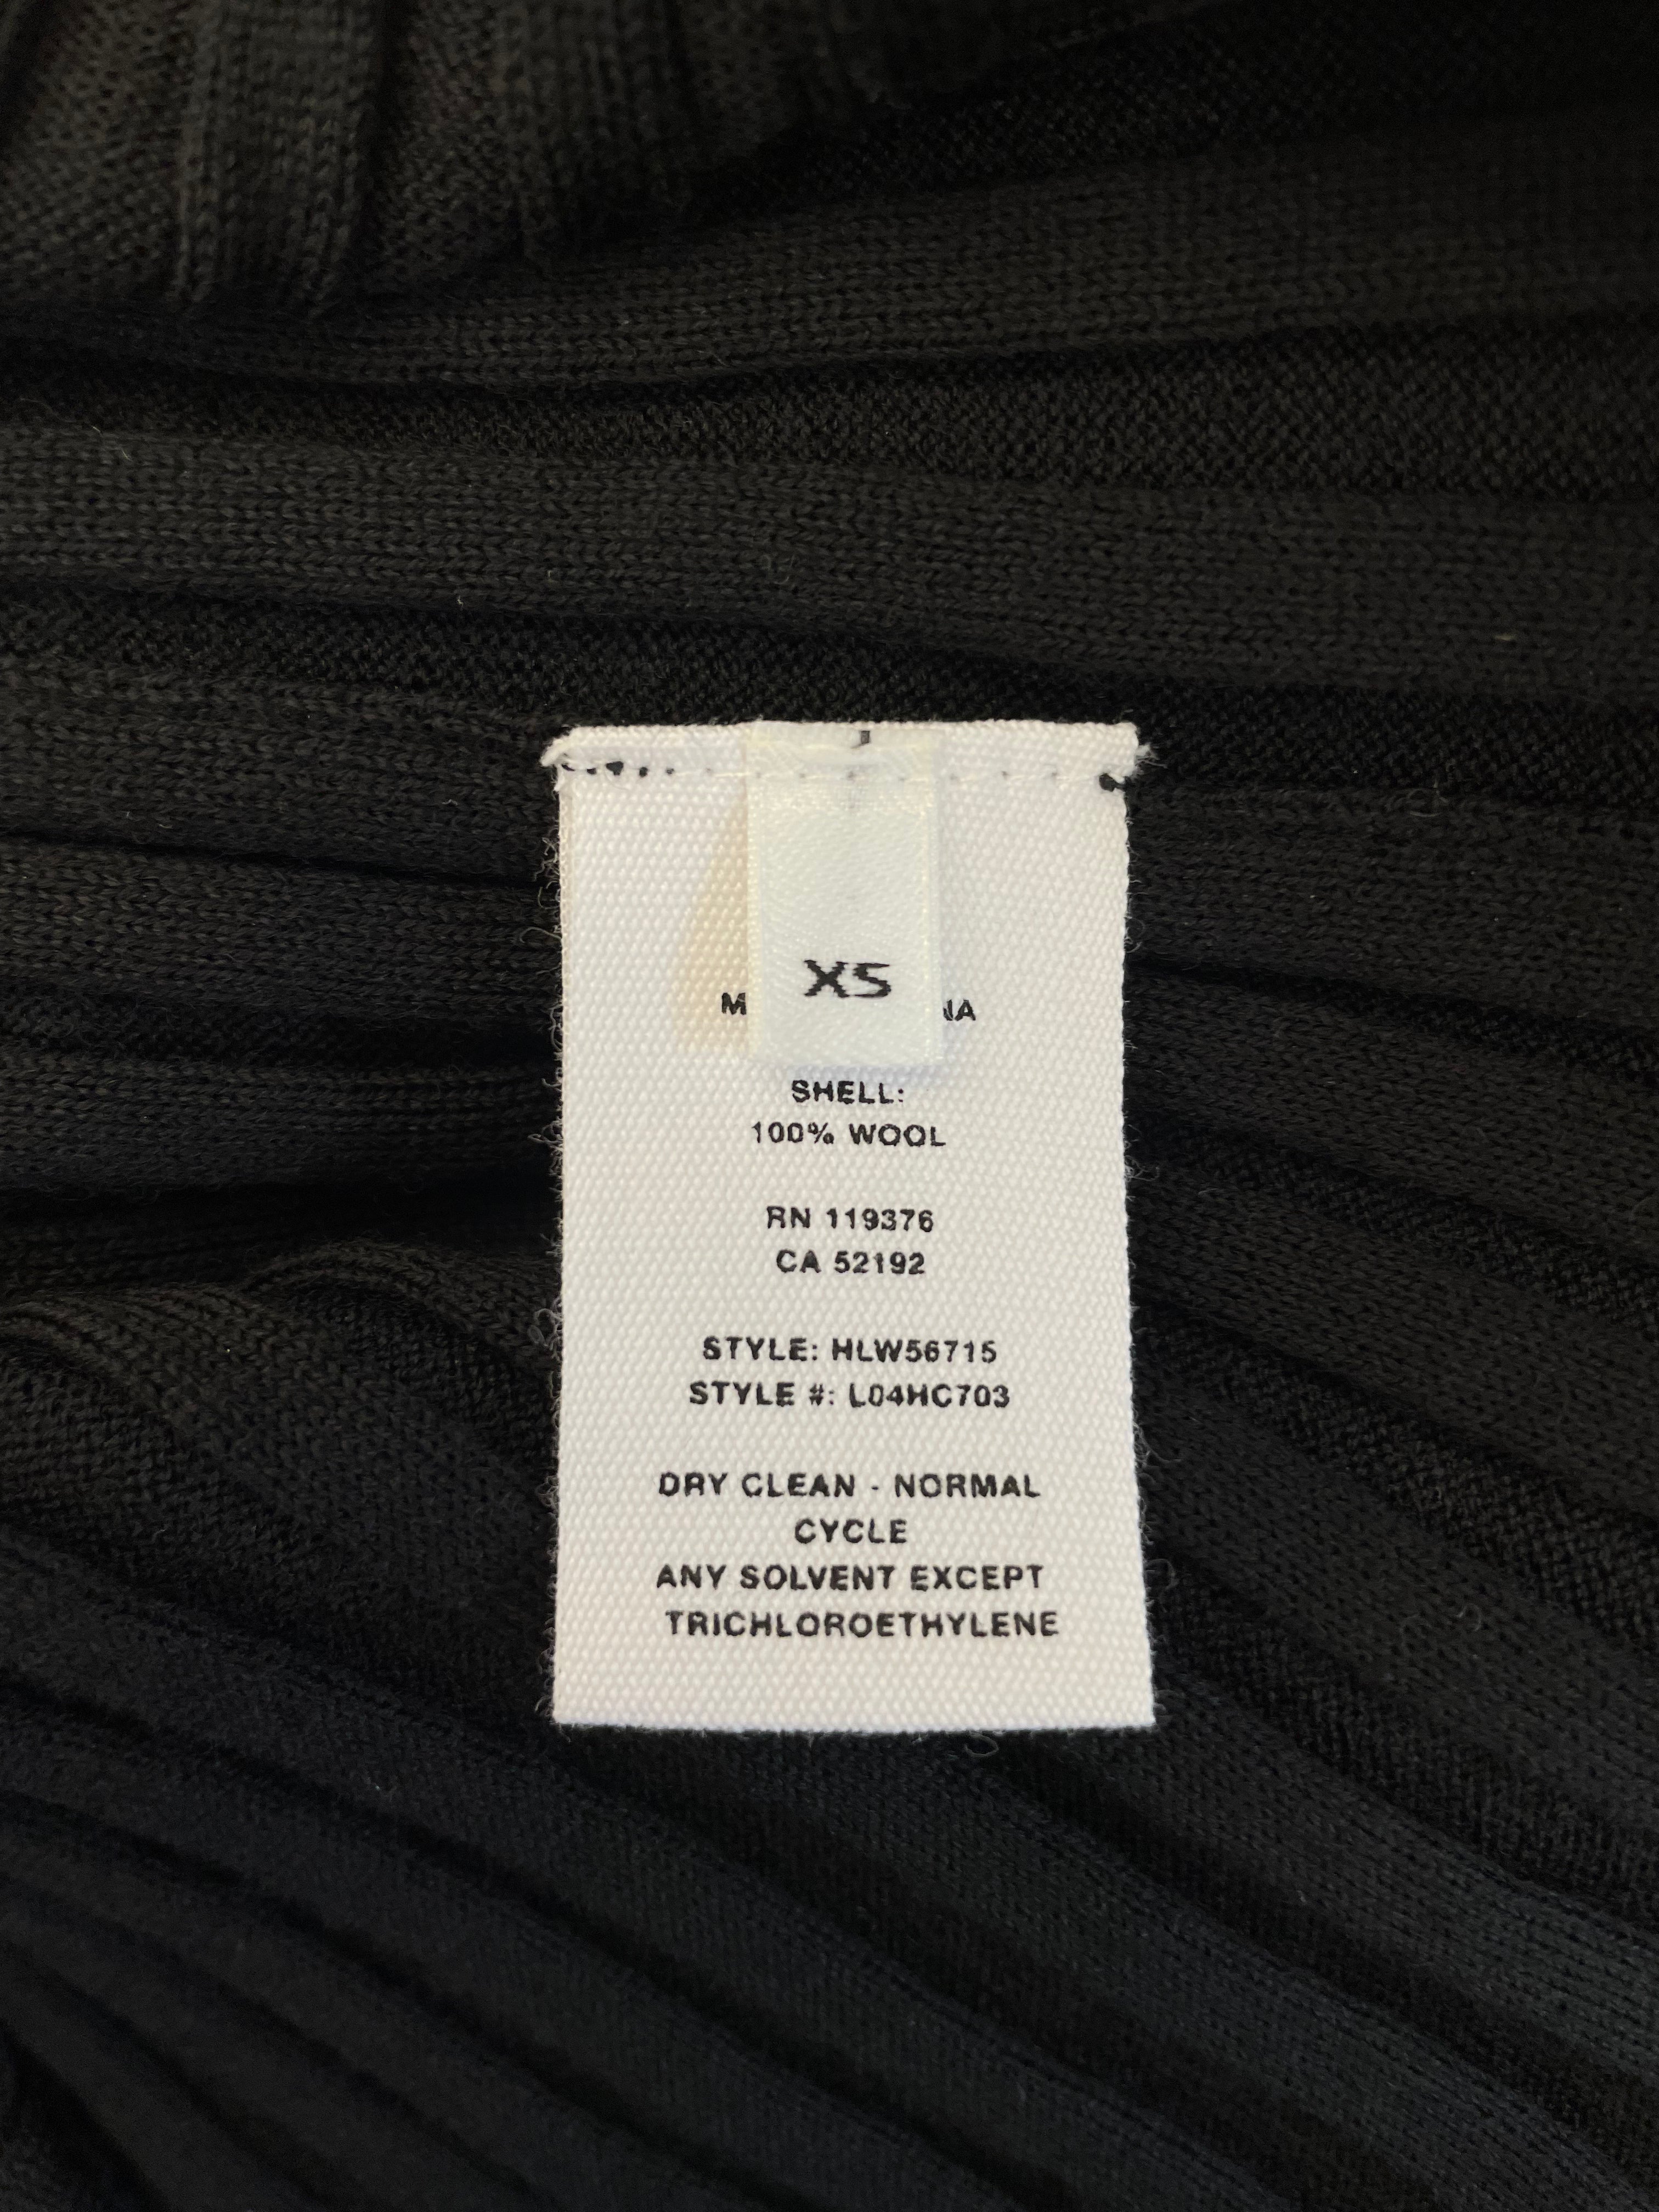 XS
SHELL:
100% WOOL
RN 119376
CA 52192
STYLE: HLW56715
STYLE #: L04HC703
DRY CLEAN - NORMAL
CYCLE
ANY SOLVENT EXCEPT
TRICHLOROETHYLENE